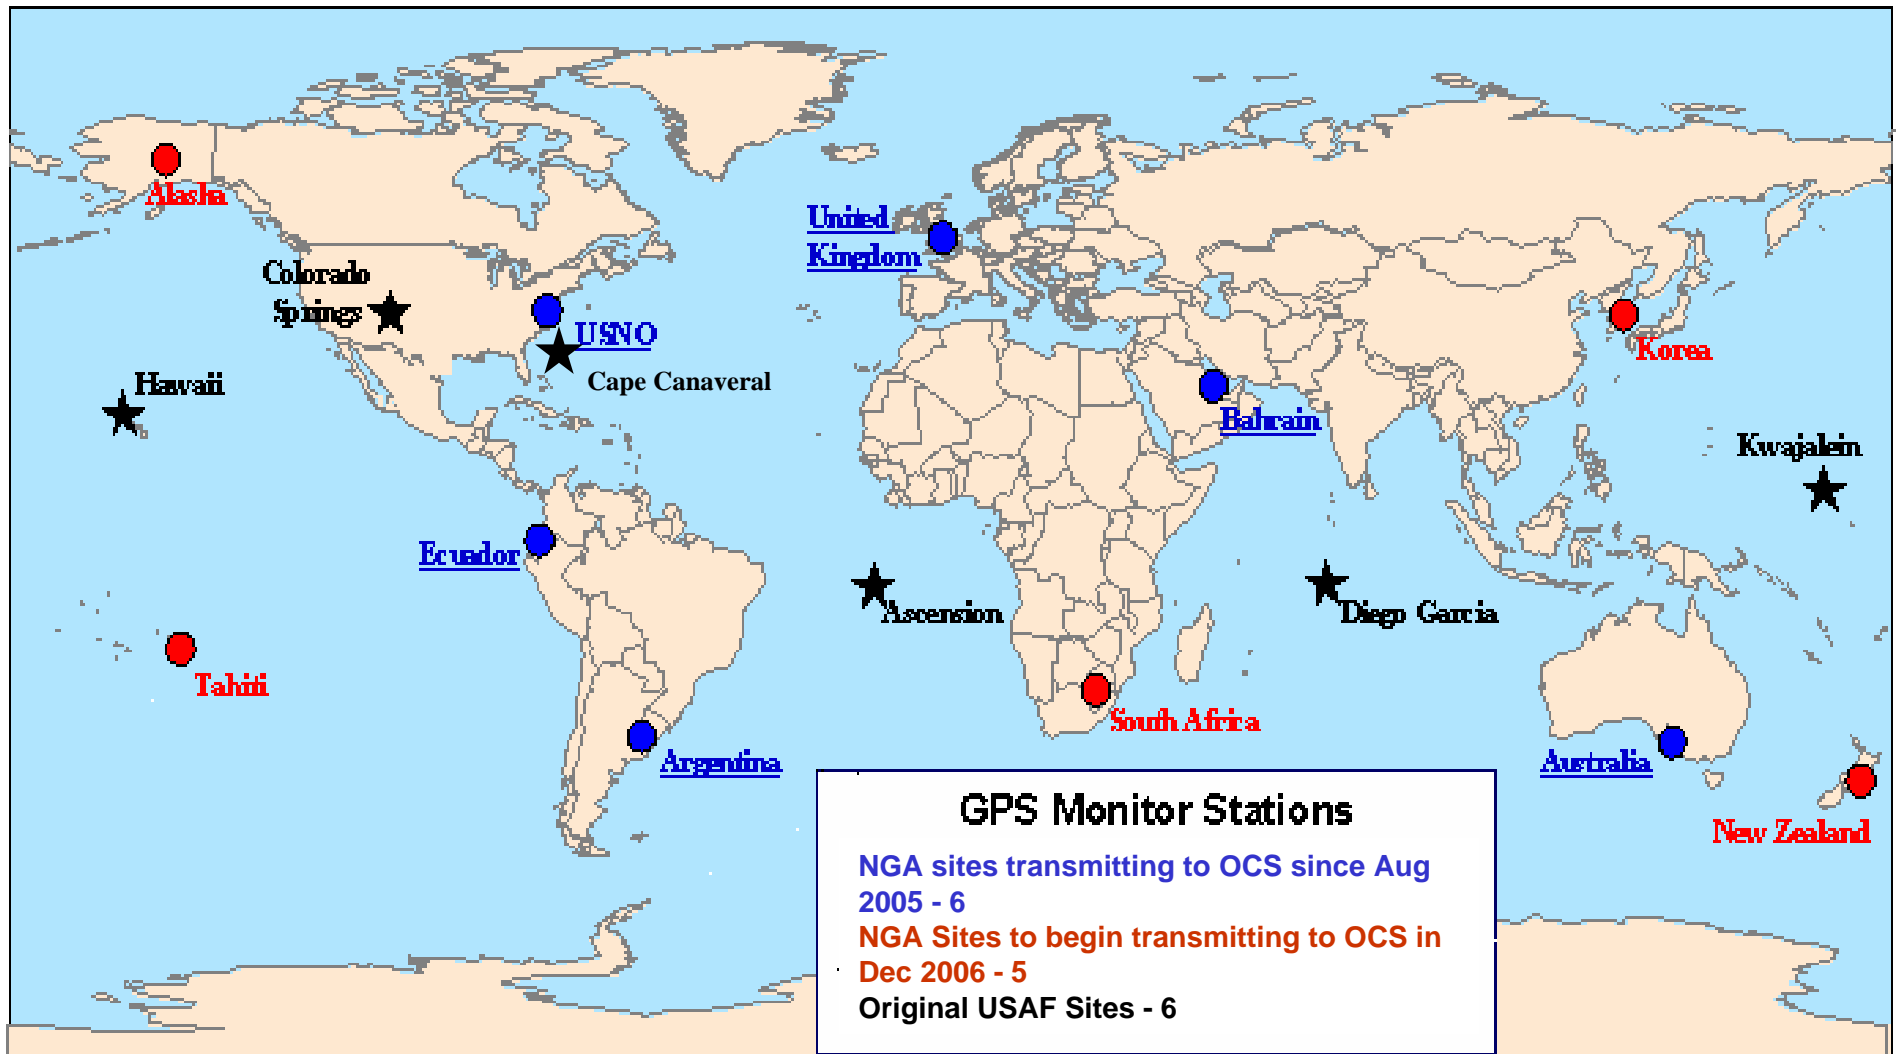 Alaska
United
Kingdom
Colorado
Springs
USNO
Korea
Cape Canaveral
Hawaii
Bahrain
Kwajalein
Ecuador
Ascension
Diego Garcia
Tahiti
South Africa
Argentina
Australia
New Zealand
GPS Monitor Stations
NGA sites transmitting to OCS since Aug
2005 - 6
NGA Sites to begin transmitting to OCS in
Dec 2006 - 5
Original USAF Sites - 6